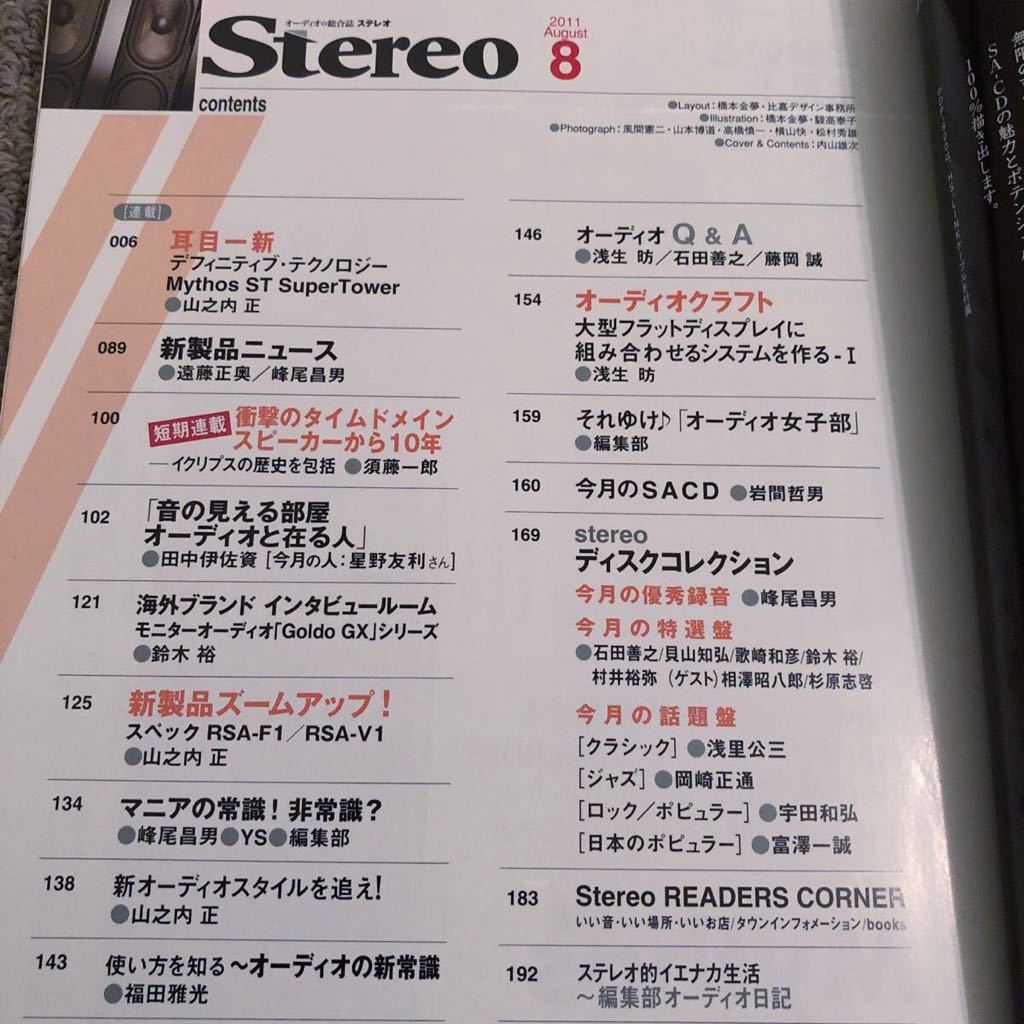 オーディオの総合誌 ステレオ
Stereo
2011
August
8
contents
●Layout：橋本金夢・比嘉デザイン事務所
●Illustration：橋本金夢・駿高泰子
●Photograph：風間憲二・山本博道・高橋慎一・横山快・松村秀雄
●Cover & Contents：内山雄次
[連載]
006 耳目一新
デフィニティブ・テクノロジー
Mythos ST SuperTower
●山之内 正
089 新製品ニュース
●遠藤正奥／峰尾昌男
100 短期連載 衝撃のタイムドメイン
スピーカーから10年
──イクリプスの歴史を包括 ●須藤一郎
102 「音の見える部屋
オーディオと在る人」
●田中伊佐資 [今月の人：星野友利さん]
121 海外ブランド インタビュールーム
モニターオーディオ「Goldo GX」シリーズ
●鈴木 裕
125 新製品ズームアップ！
スペック RSA-F1／RSA-V1
●山之内 正
134 マニアの常識！非常識？
●峰尾昌男●YS●編集部
138 新オーディオスタイルを追え！
●山之内 正
143 使い方を知る〜オーディオの新常識
●福田雅光
146 オーディオ Q & A
●浅生 昉／石田善之／藤岡 誠
154 オーディオクラフト
大型フラットディスプレイに
組み合わせるシステムを作る - I
●浅生 昉
159 それゆけ♪「オーディオ女子部」
●編集部
160 今月のSACD ●岩間哲男
169 stereo
ディスクコレクション
今月の優秀録音 ●峰尾昌男
今月の特選盤
●石田善之/貝山知弘/歌崎和彦/鈴木 裕/
村井裕弥（ゲスト）相澤昭八郎/杉原志啓
今月の話題盤
[クラシック] ●浅里公三
[ジャズ] ●岡崎正通
[ロック／ポピュラー] ●宇田和弘
[日本のポピュラー] ●富澤一誠
183 Stereo READERS CORNER
いい音・いい場所・いいお店/タウンインフォメーション/books
192 ステレオ的イエナカ生活
〜編集部オーディオ日記
SA-CDの魅力とポテンシャル
100%描き出します。